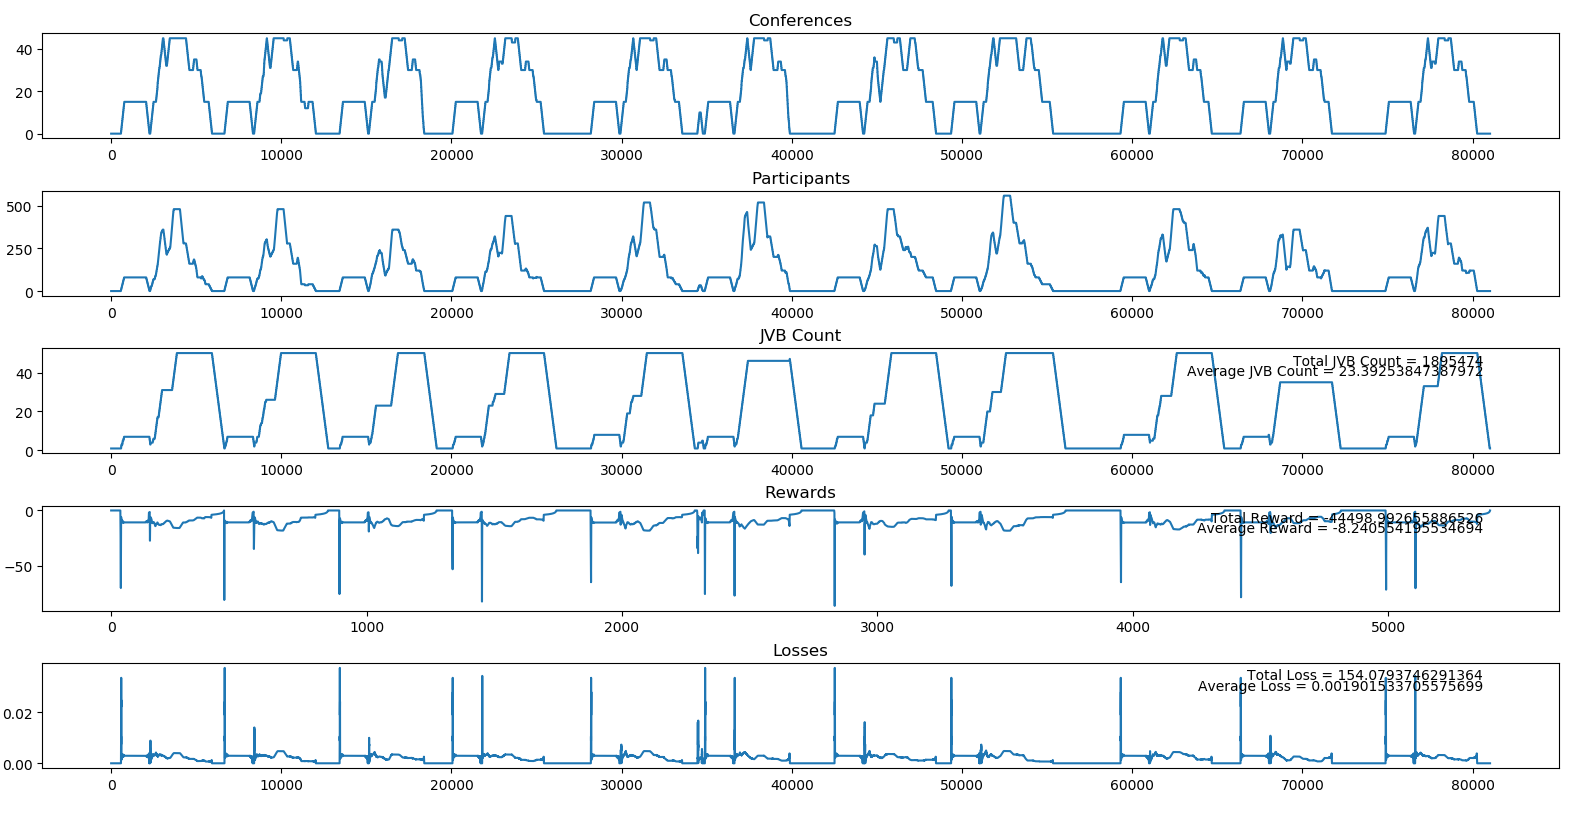 Conferences
40
20
0
0 10000 20000 30000 40000 50000 60000 70000 80000
Participants
500
250
0
0 10000 20000 30000 40000 50000 60000 70000 80000
JVB Count
Total JVB Count = 1895474
Average JVB Count = 23.39253847387972
40
20
0
0 10000 20000 30000 40000 50000 60000 70000 80000
Rewards
0
Total Reward = -44498.992655886526
Average Reward = -8.240554195534694
−50
0 1000 2000 3000 4000 5000
Losses
Total Loss = 154.0793746291364
Average Loss = 0.001901533705575699
0.02
0.00
0 10000 20000 30000 40000 50000 60000 70000 80000